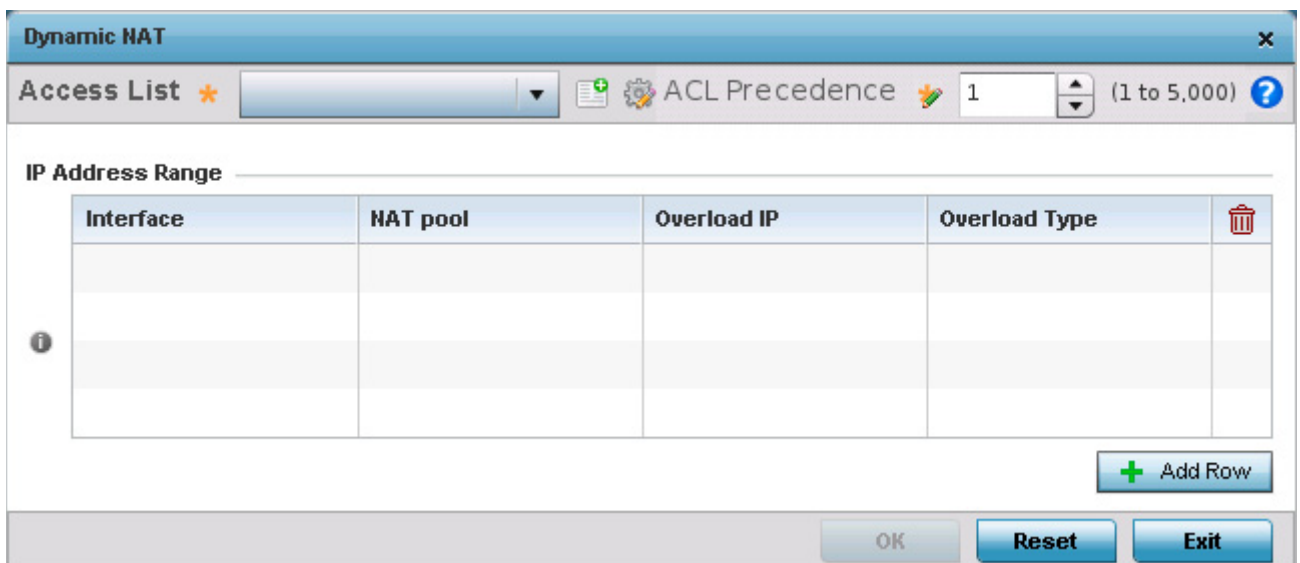 Dynamic NAT
Access List * ACL Precedence 1 (1 to 5,000) ?
IP Address Range
Interface NAT pool Overload IP Overload Type
+ Add Row
OK Reset Exit